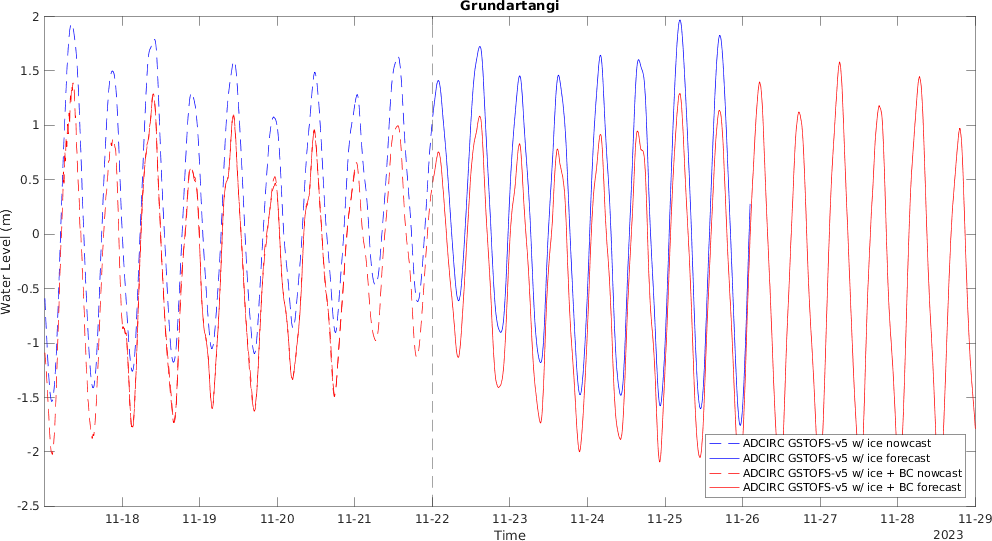 Grundartangi
2
1.5
1
0.5
0
-0.5
-1
-1.5
-2
-2.5
Water Level (m)
ADCIRC GSTOFS-v5 w/ ice nowcast
ADCIRC GSTOFS-v5 w/ ice forecast
ADCIRC GSTOFS-v5 w/ ice + BC nowcast
ADCIRC GSTOFS-v5 w/ ice + BC forecast
11-18 11-19 11-20 11-21 11-22 11-23 11-24 11-25 11-26 11-27 11-28 11-29
Time
2023